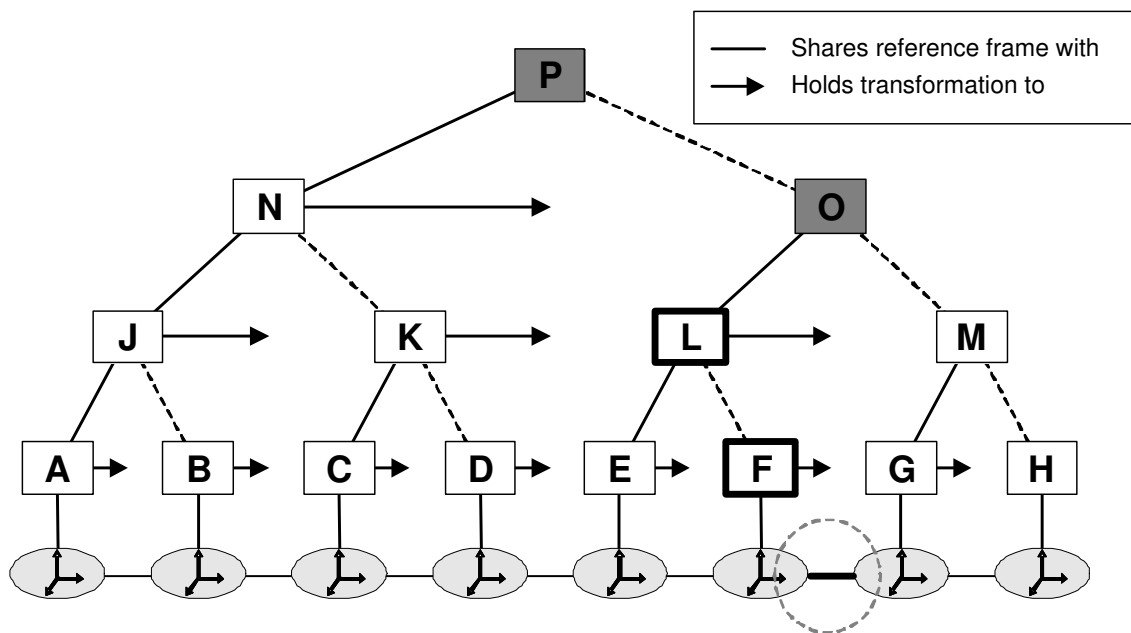 Shares reference frame with
Holds transformation to
P
N
O
J
K
L
M
A
B
C
D
E
F
G
H